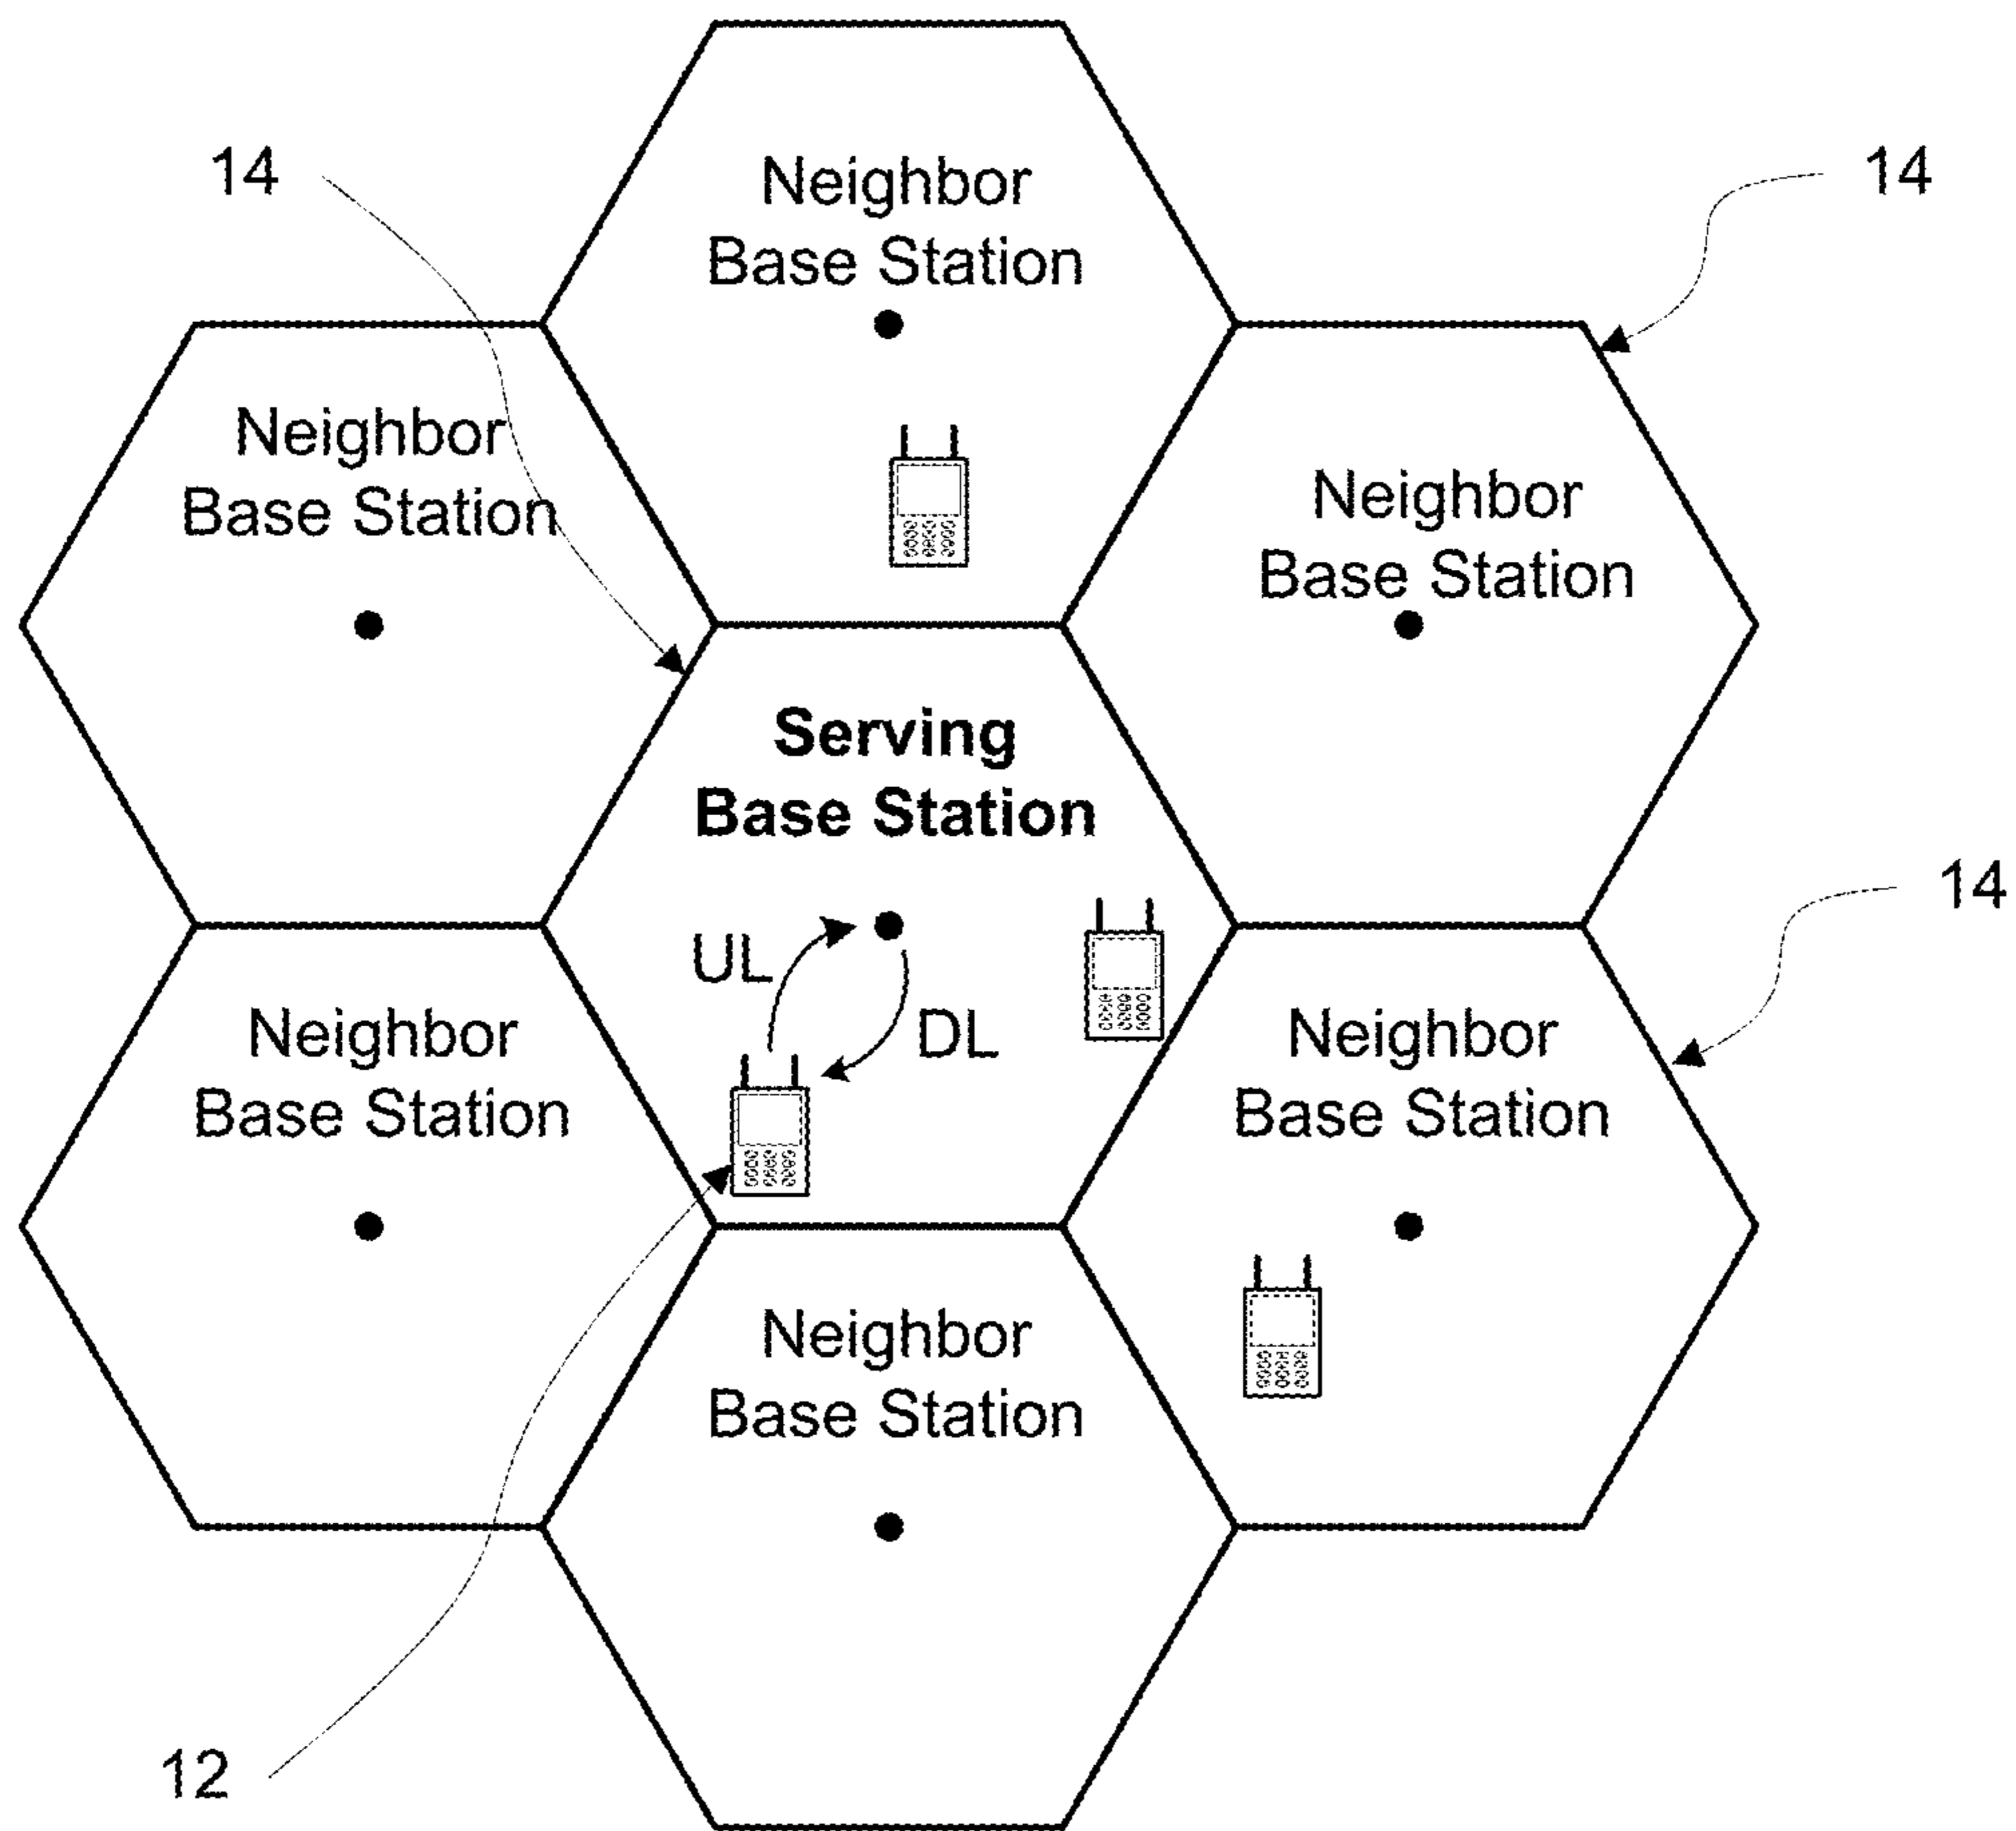 14
Neighbor
Base Station
14
Neighbor
Base Station
Neighbor
Base Station
Serving
Base Station
14
UL
DL
Neighbor
Base Station
Neighbor
Base Station
Neighbor
Base Station
12